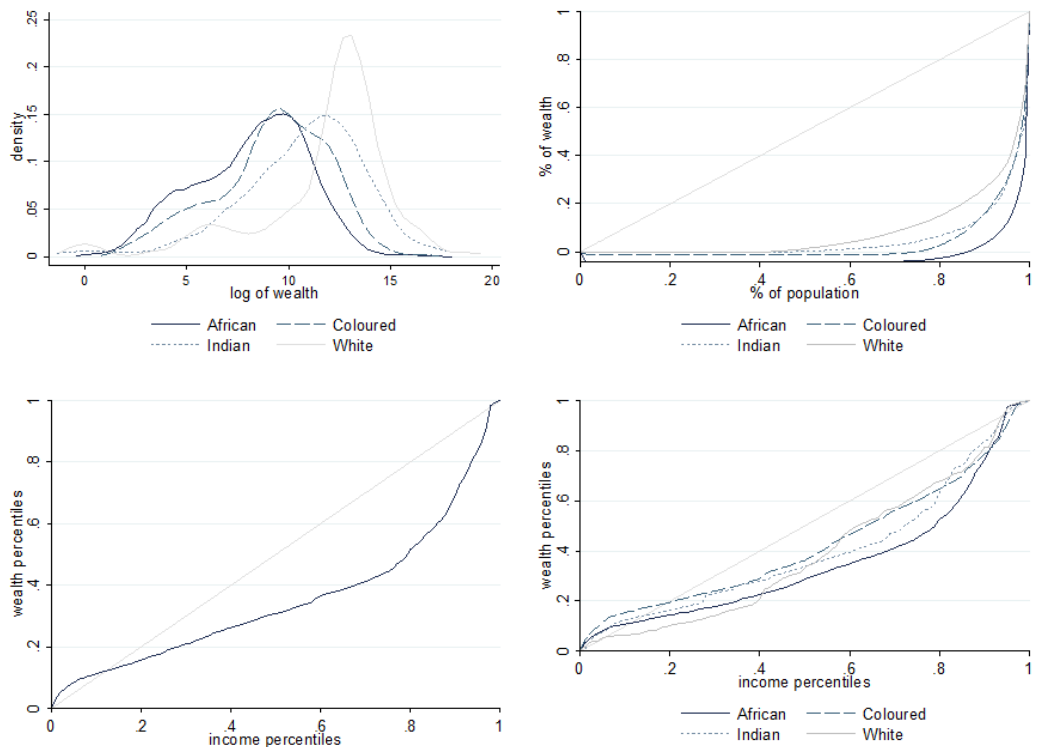 .25
.2
.15
.1
.05
0
density
0 5 10 15 20
log of wealth
African Coloured
Indian White
1
.8
.6
.4
.2
0
% of wealth
0 .2 .4 .6 .8 1
% of population
African Coloured
Indian White
1
.8
.6
.4
.2
0
wealth percentiles
0 .2 .4 .6 .8 1
income percentiles
1
.8
.6
.4
.2
0
wealth percentiles
0 .2 .4 .6 .8 1
income percentiles
African Coloured
Indian White